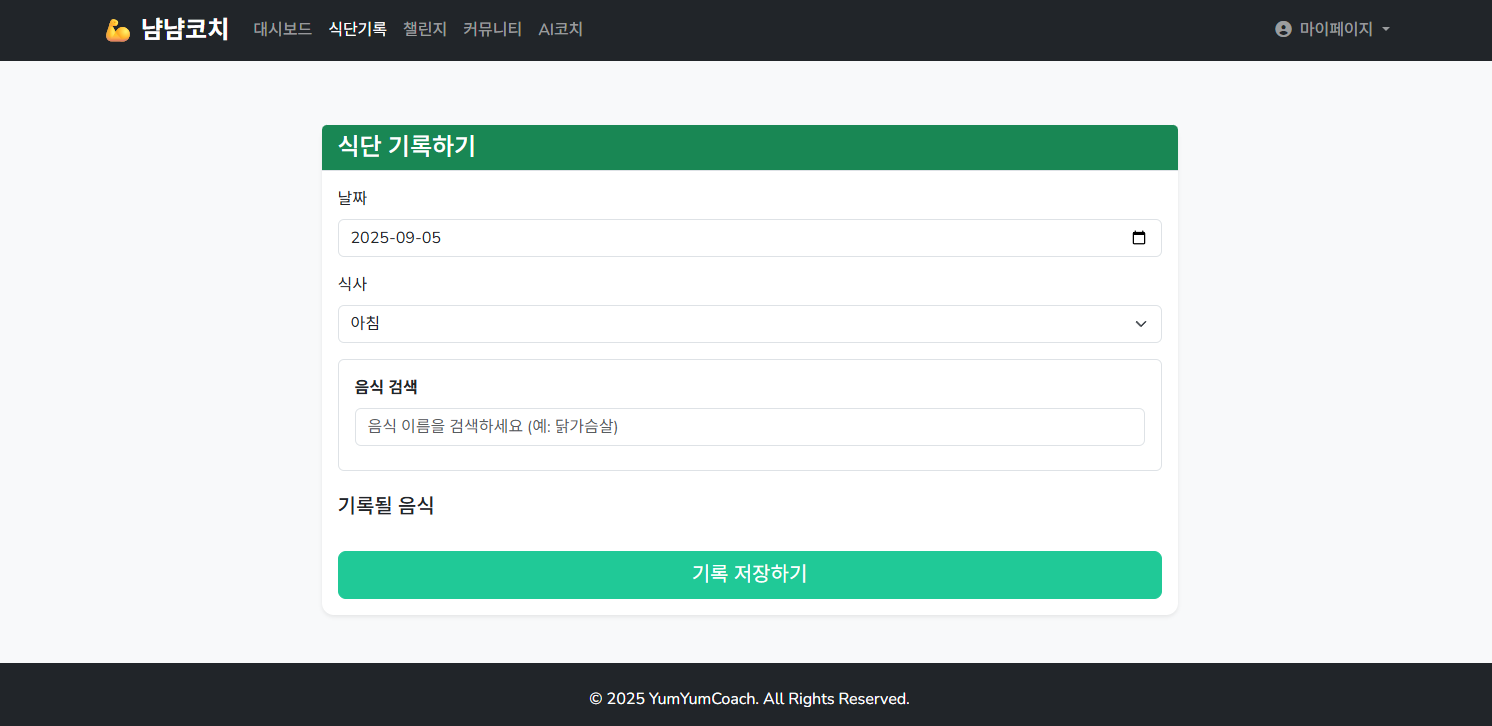 냠냠코치 대시보드 식단기록 챌린지 커뮤니티 AI코치 마이페이지
식단 기록하기
날짜
2025-09-05
식사
아침
음식 검색
음식 이름을 검색하세요 (예: 닭가슴살)
기록될 음식
기록 저장하기
© 2025 YumYumCoach. All Rights Reserved.